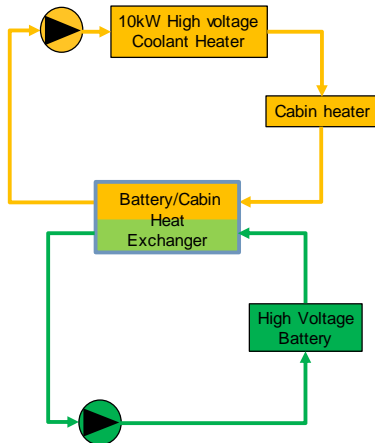 10kW High voltage
Coolant Heater
Cabin heater
Battery/Cabin
Heat
Exchanger
High Voltage
Battery